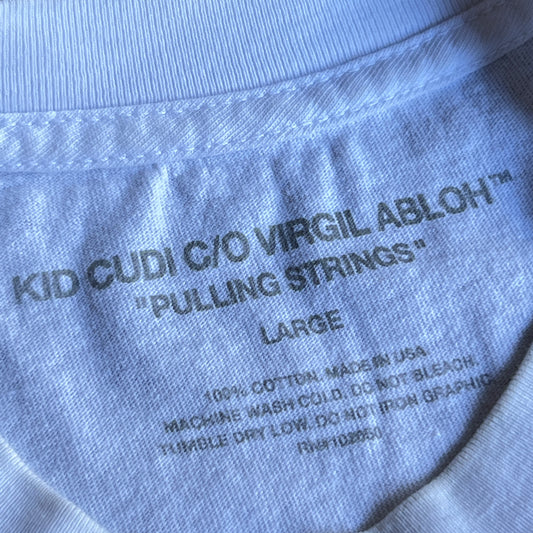 KID CUDI C/O VIRGIL ABLOH™
"PULLING STRINGS"
LARGE
100% COTTON. MADE IN USA
MACHINE WASH COLD. DO NOT BLEACH.
TUMBLE DRY LOW. DO NOT IRON GRAPHIC